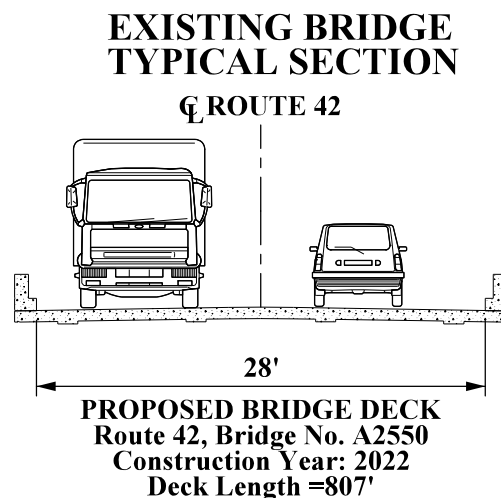 EXISTING BRIDGE
TYPICAL SECTION
℄ ROUTE 42
28'
PROPOSED BRIDGE DECK
Route 42, Bridge No. A2550
Construction Year: 2022
Deck Length =807'